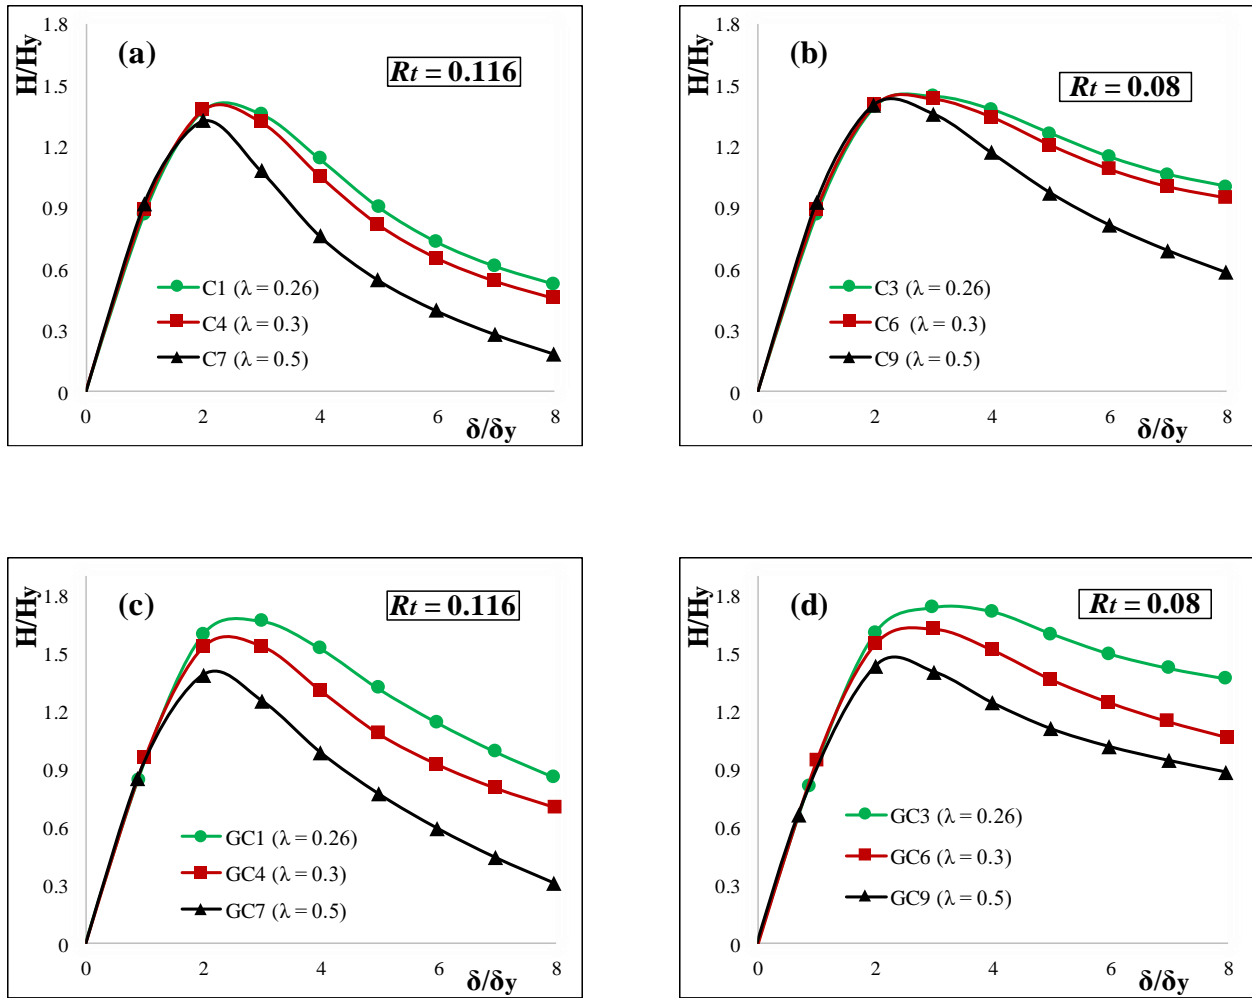 (a)
Rt = 0.116
H/Hy
1.8
1.5
1.2
0.9
0.6
0.3
0
C1 (λ = 0.26)
C4 (λ = 0.3)
C7 (λ = 0.5)
0 2 4 6 8
δ/δy
(b)
Rt = 0.08
H/Hy
1.8
1.5
1.2
0.9
0.6
0.3
0
C3 (λ = 0.26)
C6 (λ = 0.3)
C9 (λ = 0.5)
0 2 4 6 8
δ/δy
(c)
Rt = 0.116
H/Hy
1.8
1.5
1.2
0.9
0.6
0.3
0
GC1 (λ = 0.26)
GC4 (λ = 0.3)
GC7 (λ = 0.5)
0 2 4 6 8
δ/δy
(d)
Rt = 0.08
H/Hy
1.8
1.5
1.2
0.9
0.6
0.3
0
GC3 (λ = 0.26)
GC6 (λ = 0.3)
GC9 (λ = 0.5)
0 2 4 6 8
δ/δy